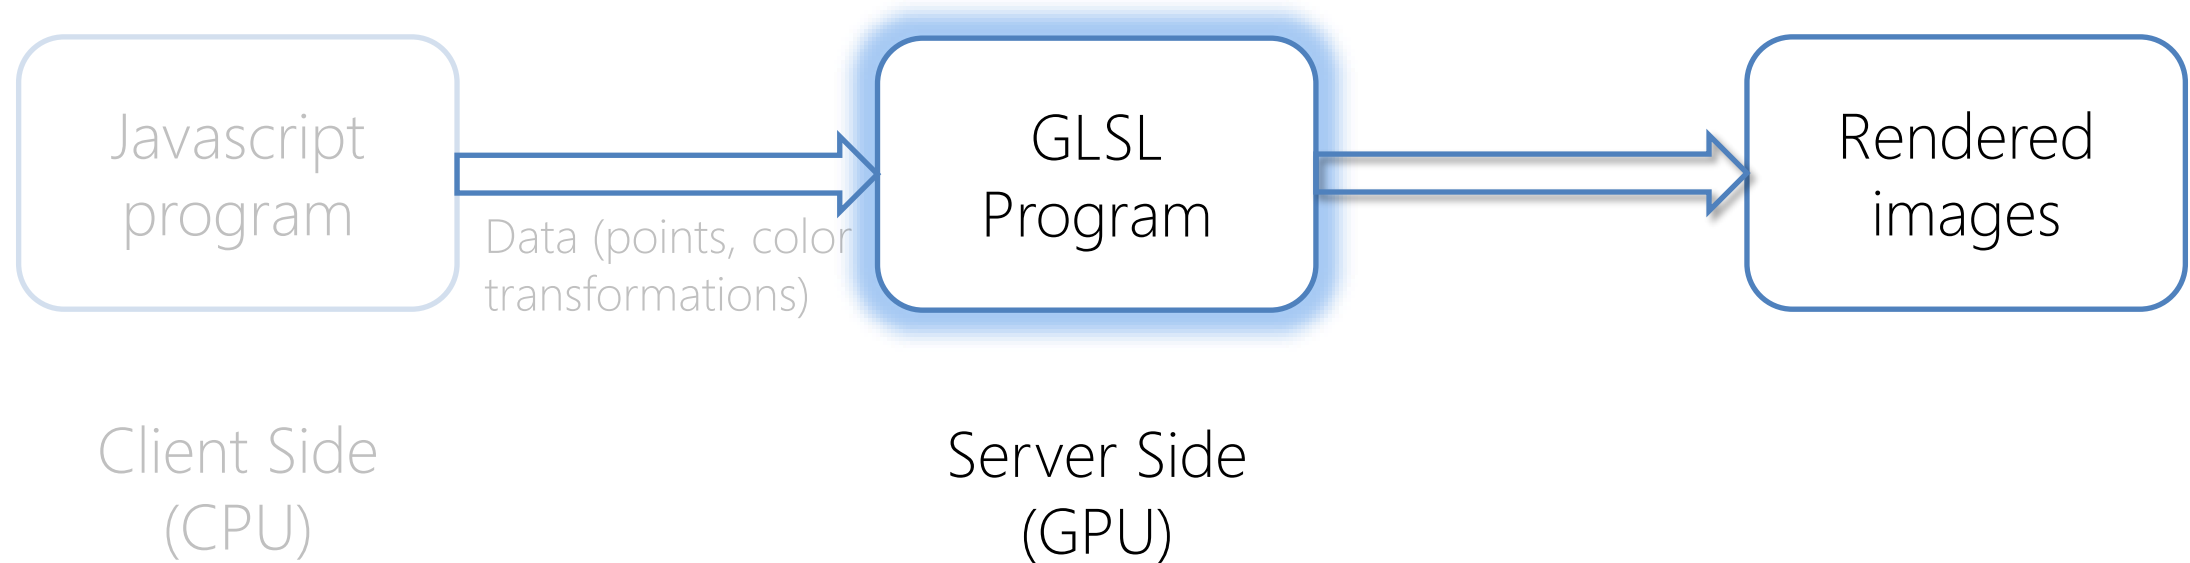 Javascript
program
Data (points, color
transformations)
GLSL
Program
Rendered
images
Client Side
(CPU)
Server Side
(GPU)